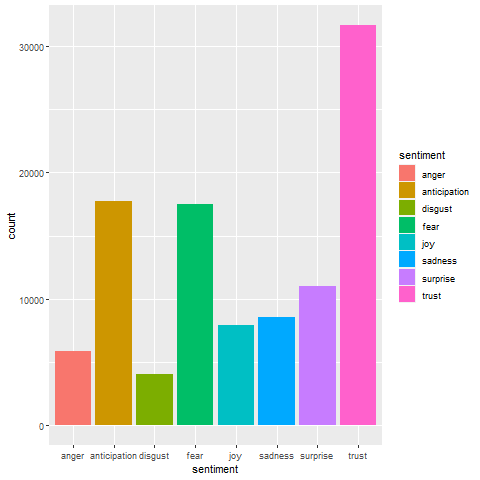 30000
20000
10000
0
count
anger anticipation disgust fear joy sadness surprise trust
sentiment
sentiment
anger
anticipation
disgust
fear
joy
sadness
surprise
trust